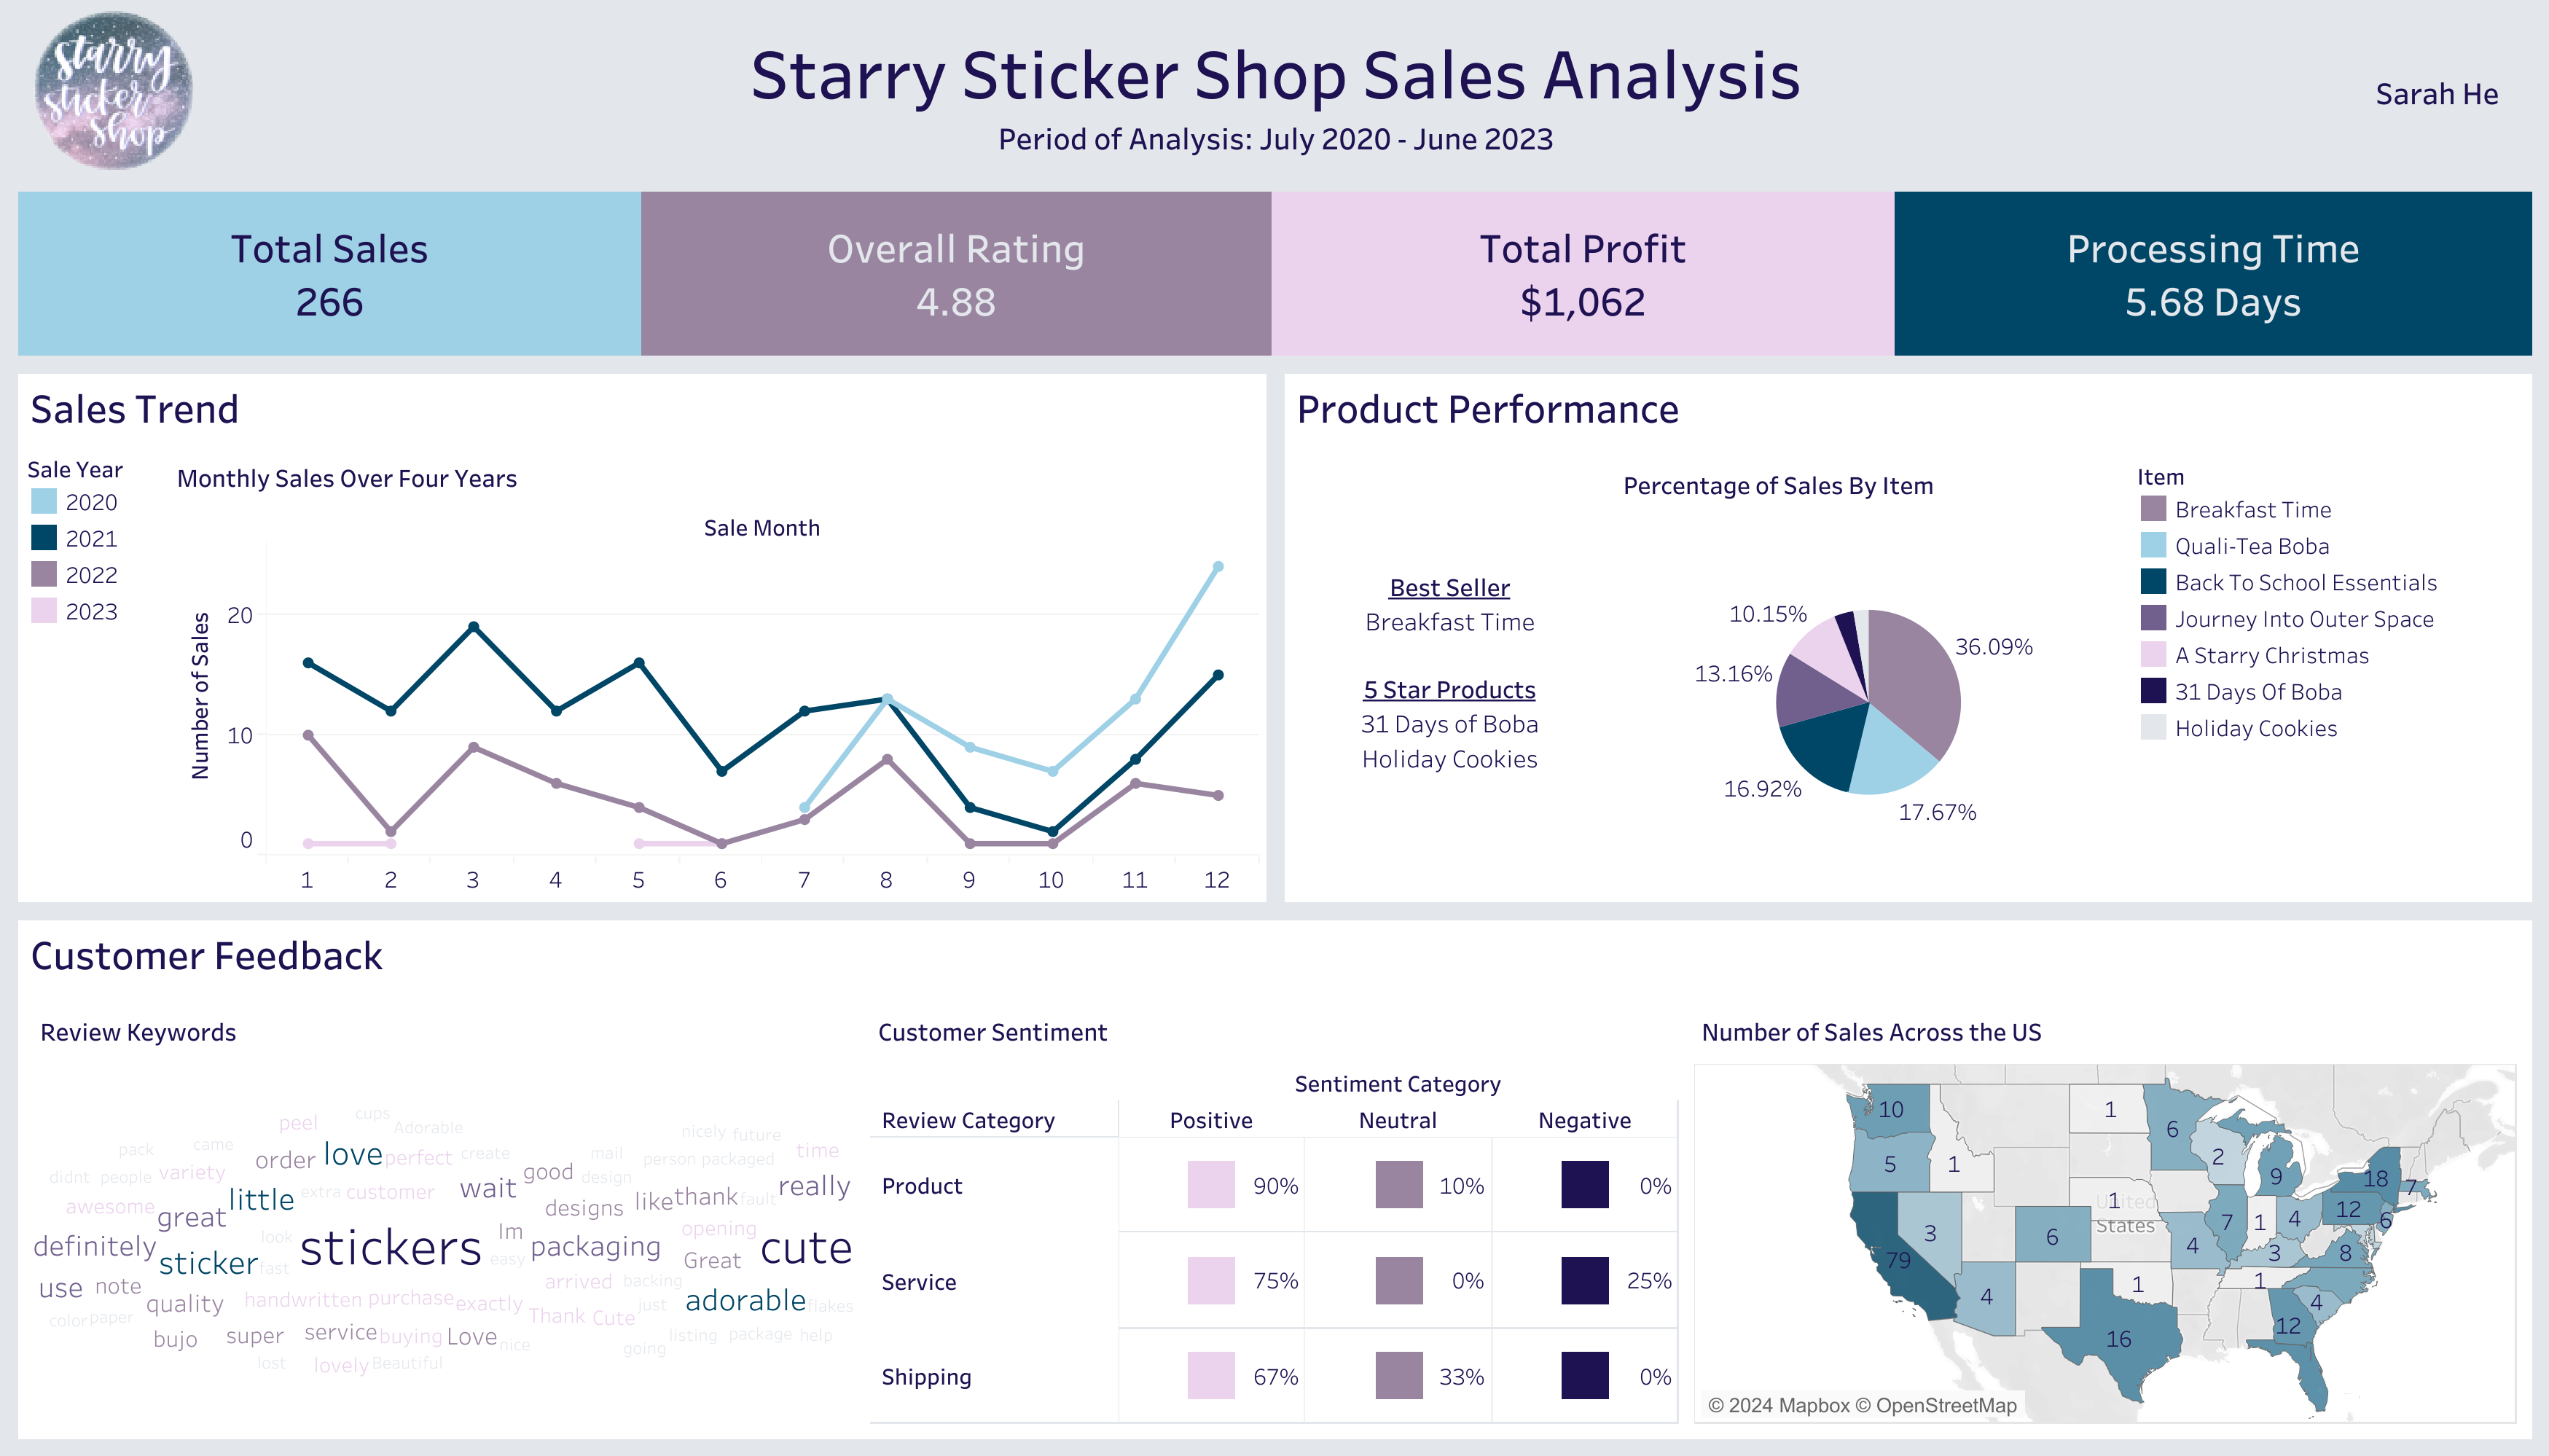 starry
sticker
shop
Starry Sticker Shop Sales Analysis
Period of Analysis: July 2020 - June 2023
Sarah He
Total Sales
266
Overall Rating
4.88
Total Profit
$1,062
Processing Time
5.68 Days
Sales Trend
Sale Year
2020
2021
2022
2023
Monthly Sales Over Four Years
Sale Month
Number of Sales
20
10
0
1 2 3 4 5 6 7 8 9 10 11 12
Product Performance
Percentage of Sales By Item
Best Seller
Breakfast Time
5 Star Products
31 Days of Boba
Holiday Cookies
10.15%
36.09%
13.16%
16.92%
17.67%
Item
Breakfast Time
Quali-Tea Boba
Back To School Essentials
Journey Into Outer Space
A Starry Christmas
31 Days Of Boba
Holiday Cookies
Customer Feedback
Review Keywords
cups
peel Adorable
nicely future
pack came
order love perfect create mail person packaged time
didnt people variety good design
little extra customer wait really
awesome great designs like thank fault
look Im opening
definitely stickers packaging cute
sticker fast easy Great
use note arrived backing
quality handwritten purchase exactly just adorable flakes
color paper Thank Cute
bujo super service buying Love nice going listing package help
lost lovely Beautiful
Customer Sentiment
Sentiment Category
Review Category Positive Neutral Negative
Product 90% 10% 0%
Service 75% 0% 25%
Shipping 67% 33% 0%
Number of Sales Across the US
10 1 6
5 1 2 9 18 7
1 United
States
12 6
3 6 7 1 4
79 4 3 8
4 1 1 4
16 12
© 2024 Mapbox © OpenStreetMap